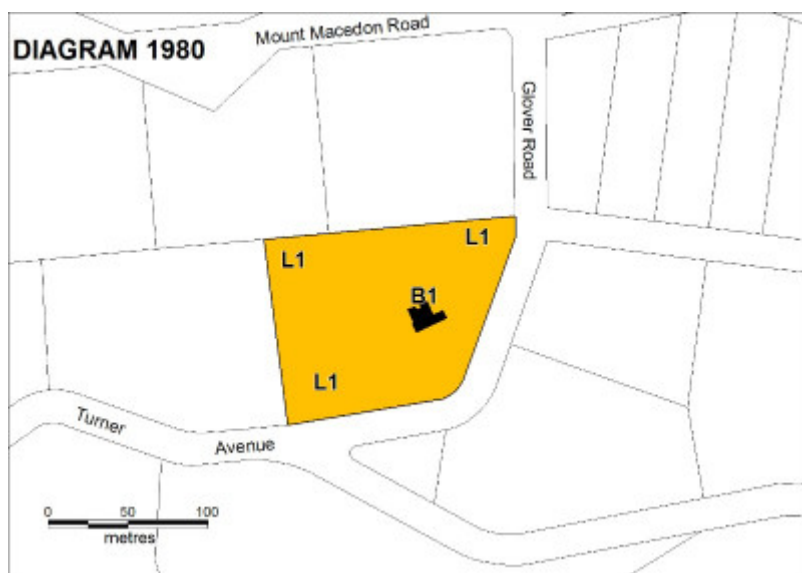 Mount Macedon Road
DIAGRAM 1980
Glover Road
L1
L1
B1
L1
Turner
Avenue
0 50 100
metres